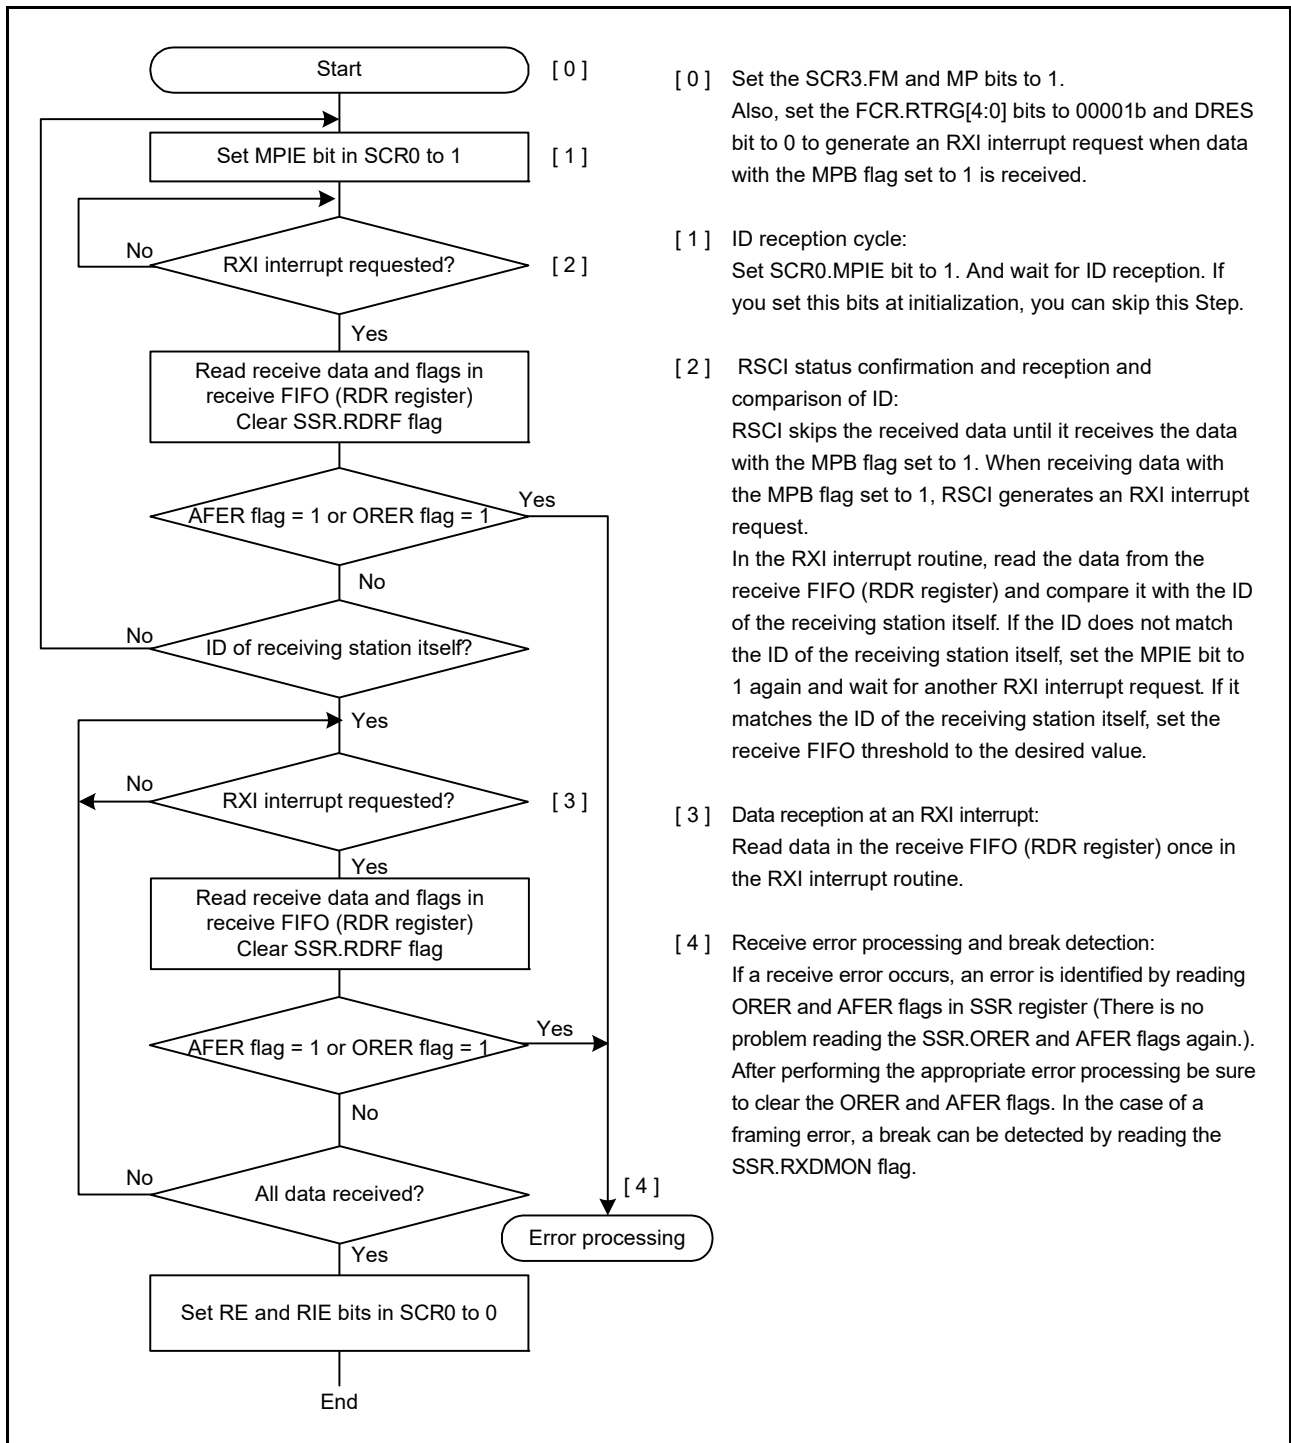 Start
[ 0 ]
Set MPIE bit in SCR0 to 1
[ 1 ]
No
RXI interrupt requested?
[ 2 ]
Yes
Read receive data and flags in
receive FIFO (RDR register)
Clear SSR.RDRF flag
Yes
AFER flag = 1 or ORER flag = 1
No
No
ID of receiving station itself?
Yes
No
RXI interrupt requested?
[ 3 ]
Yes
Read receive data and flags in
receive FIFO (RDR register)
Clear SSR.RDRF flag
Yes
AFER flag = 1 or ORER flag = 1
No
No
All data received?
[ 4 ]
Error processing
Yes
Set RE and RIE bits in SCR0 to 0
End
[ 0 ] Set the SCR3.FM and MP bits to 1.
Also, set the FCR.RTRG[4:0] bits to 00001b and DRES
bit to 0 to generate an RXI interrupt request when data
with the MPB flag set to 1 is received.
[ 1 ] ID reception cycle:
Set SCR0.MPIE bit to 1. And wait for ID reception. If
you set this bits at initialization, you can skip this Step.
[ 2 ] RSCI status confirmation and reception and
comparison of ID:
RSCI skips the received data until it receives the data
with the MPB flag set to 1. When receiving data with
the MPB flag set to 1, RSCI generates an RXI interrupt
request.
In the RXI interrupt routine, read the data from the
receive FIFO (RDR register) and compare it with the ID
of the receiving station itself. If the ID does not match
the ID of the receiving station itself, set the MPIE bit to
1 again and wait for another RXI interrupt request. If it
matches the ID of the receiving station itself, set the
receive FIFO threshold to the desired value.
[ 3 ] Data reception at an RXI interrupt:
Read data in the receive FIFO (RDR register) once in
the RXI interrupt routine.
[ 4 ] Receive error processing and break detection:
If a receive error occurs, an error is identified by reading
ORER and AFER flags in SSR register (There is no
problem reading the SSR.ORER and AFER flags again.).
After performing the appropriate error processing be sure
to clear the ORER and AFER flags. In the case of a
framing error, a break can be detected by reading the
SSR.RXDMON flag.